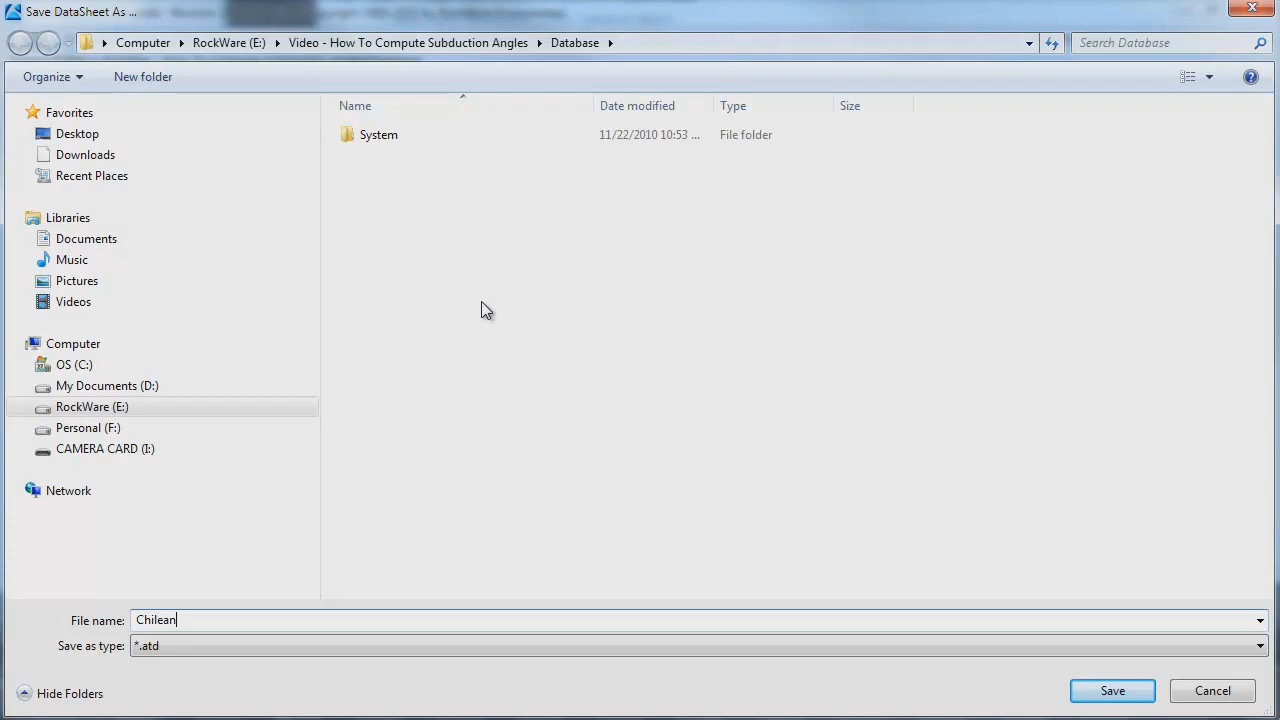 Save DataSheet As ...
Computer RockWare (E:) Video - How To Compute Subduction Angles Database
Search Database
Organize New folder
Name Date modified Type Size
System 11/22/2010 10:53 ... File folder
Favorites
Desktop
Downloads
Recent Places
Libraries
Documents
Music
Pictures
Videos
Computer
OS (C:)
My Documents (D:)
RockWare (E:)
Personal (F:)
CAMERA CARD (I:)
Network
File name: Chilean
Save as type: *.atd
Hide Folders
Save Cancel